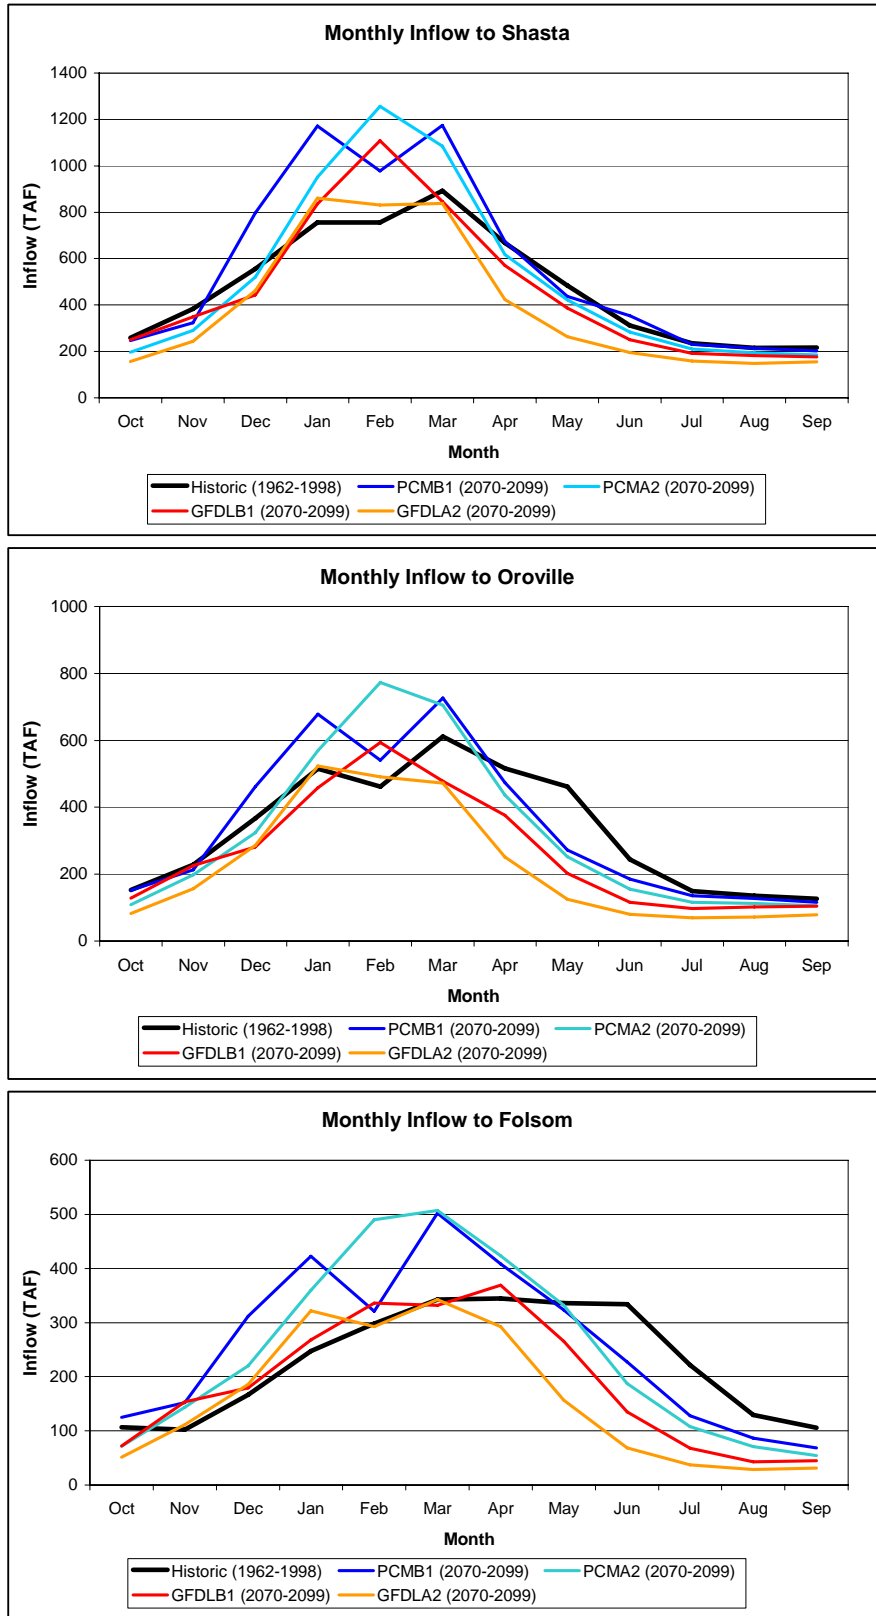 Monthly Inflow to Shasta
Inflow (TAF)
1400
1200
1000
800
600
400
200
0
Oct Nov Dec Jan Feb Mar Apr May Jun Jul Aug Sep
Month
Historic (1962-1998) PCMB1 (2070-2099) PCMA2 (2070-2099)
GFDLB1 (2070-2099) GFDLA2 (2070-2099)
Monthly Inflow to Oroville
Inflow (TAF)
1000
800
600
400
200
0
Oct Nov Dec Jan Feb Mar Apr May Jun Jul Aug Sep
Month
Historic (1962-1998) PCMB1 (2070-2099) PCMA2 (2070-2099)
GFDLB1 (2070-2099) GFDLA2 (2070-2099)
Monthly Inflow to Folsom
Inflow (TAF)
600
500
400
300
200
100
0
Oct Nov Dec Jan Feb Mar Apr May Jun Jul Aug Sep
Month
Historic (1962-1998) PCMB1 (2070-2099) PCMA2 (2070-2099)
GFDLB1 (2070-2099) GFDLA2 (2070-2099)